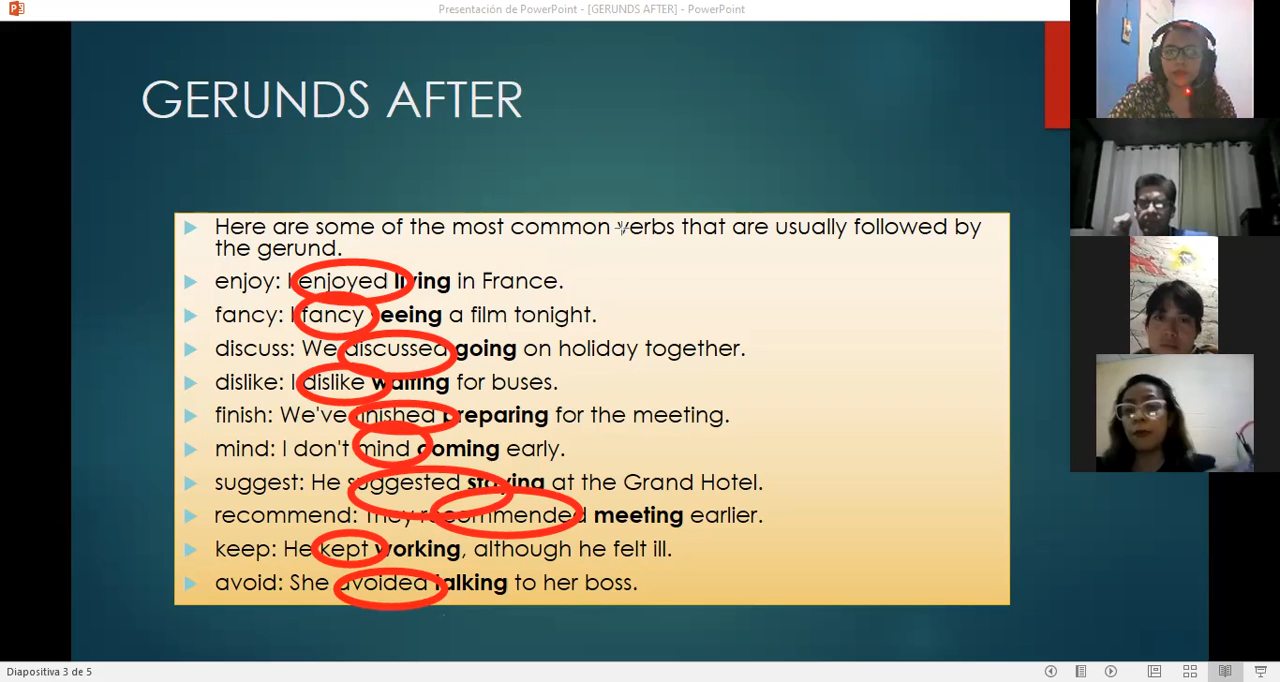 Presentación de PowerPoint - [GERUNDS AFTER] - PowerPoint
GERUNDS AFTER
Here are some of the most common verbs that are usually followed by
the gerund.
enjoy: I enjoyed living in France.
fancy: I fancy seeing a film tonight.
discuss: We discussed going on holiday together.
dislike: I dislike waiting for buses.
finish: We've finished preparing for the meeting.
mind: I don't mind coming early.
suggest: He suggested staying at the Grand Hotel.
recommend: They recommended meeting earlier.
keep: He kept working, although he felt ill.
avoid: She avoided talking to her boss.
Diapositiva 3 de 5